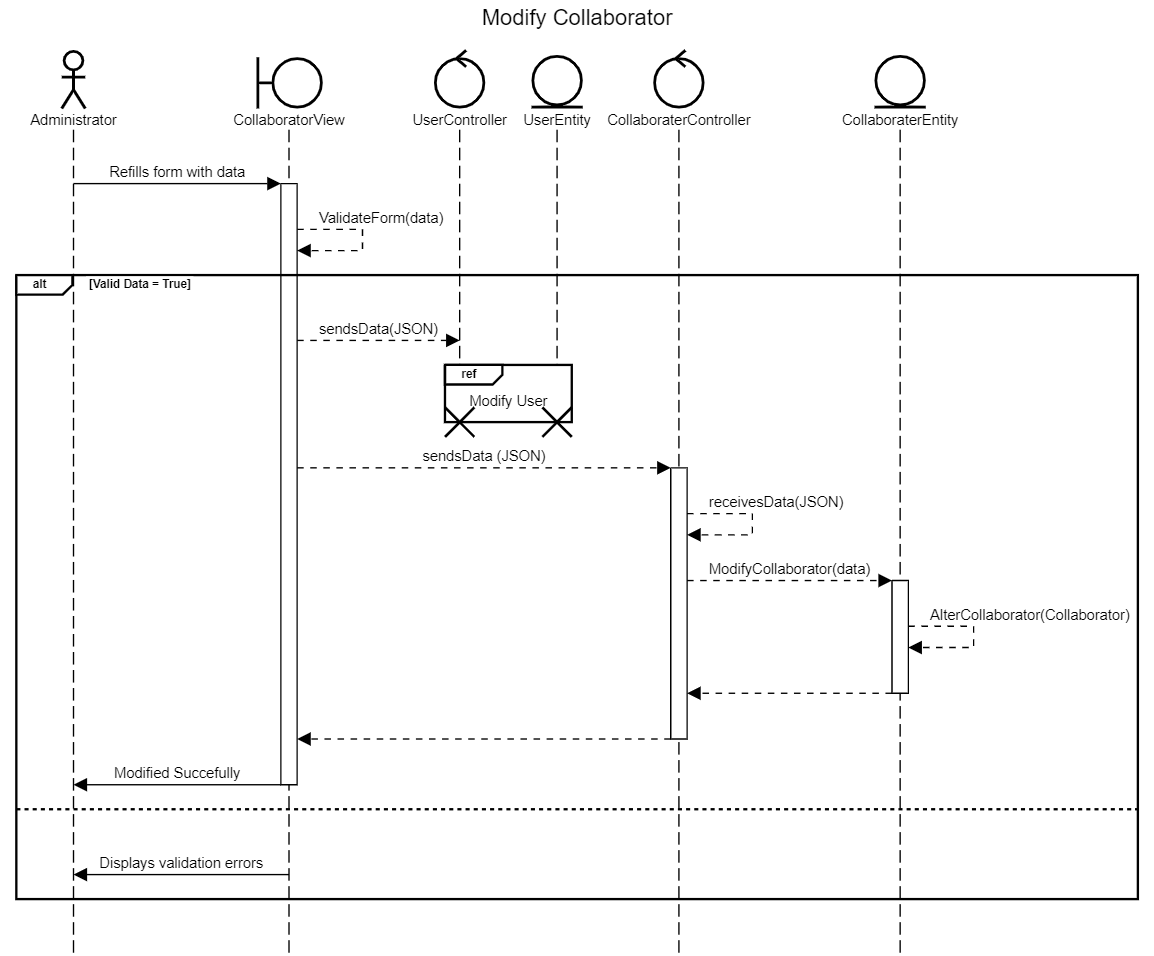 Modify Collaborator
Administrator
CollaboratorView
UserController
UserEntity
CollaboraterController
CollaboraterEntity
Refills form with data
ValidateForm(data)
alt
[Valid Data = True]
sendsData(JSON)
ref
Modify User
sendsData (JSON)
receivesData(JSON)
ModifyCollaborator(data)
AlterCollaborator(Collaborator)
Modified Succefully
Displays validation errors